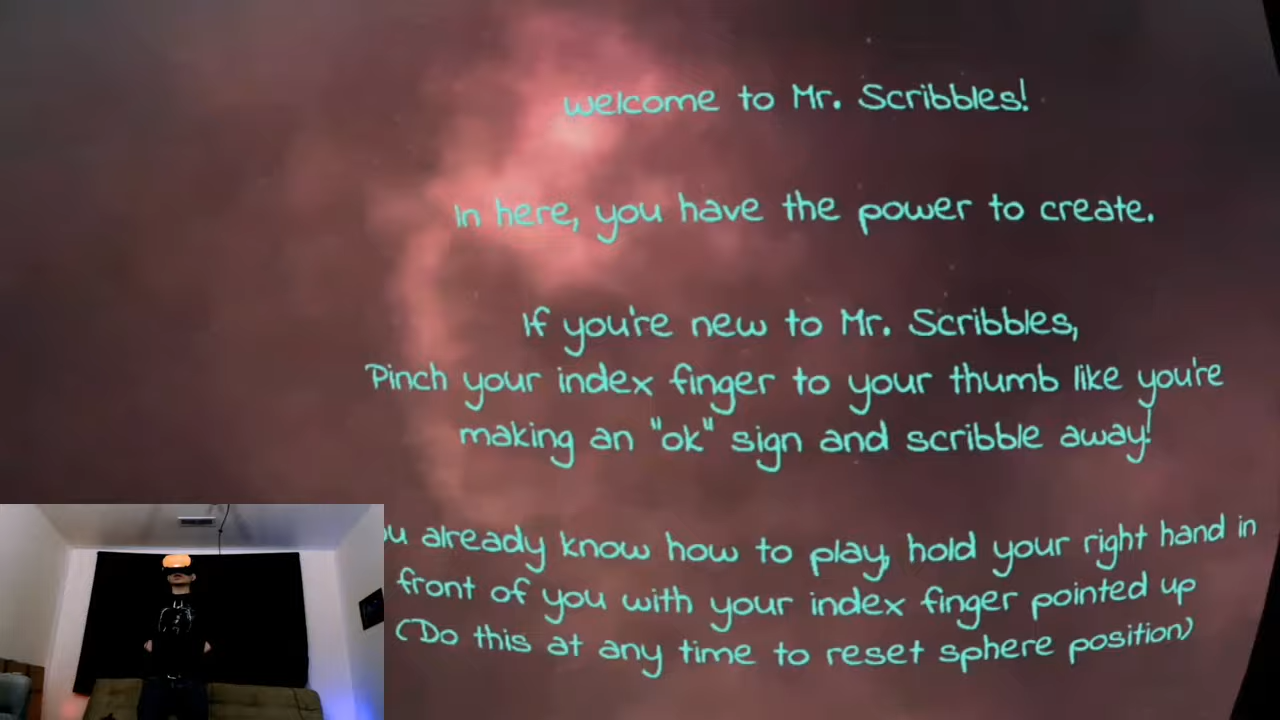 welcome to Mr. Scribbles!
In here, you have the power to create.
If you're new to Mr. Scribbles,
Pinch your index finger to your thumb like you're
making an "ok" sign and scribble away!
already know how to play, hold your right hand in
front of you with your index finger pointed up
(Do this at any time to reset sphere position)